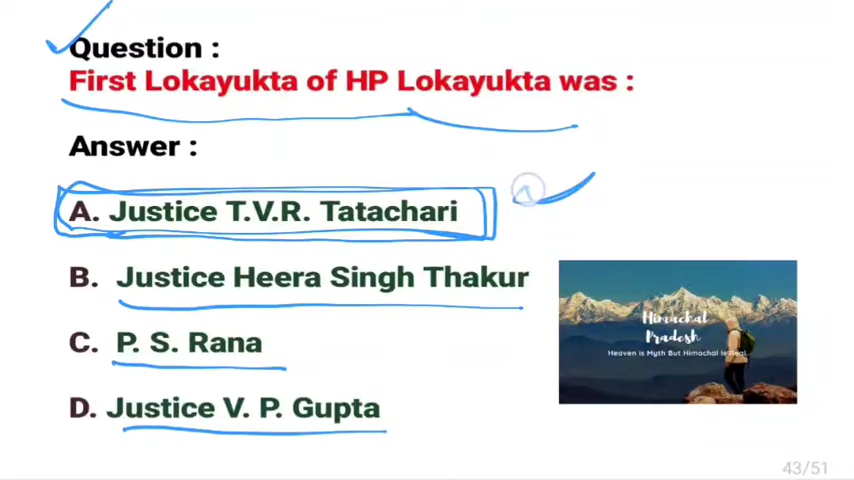 Question :
First Lokayukta of HP Lokayukta was :
Answer :
A. Justice T.V.R. Tatachari
B. Justice Heera Singh Thakur
C. P. S. Rana
D. Justice V. P. Gupta
Himachal
Pradesh
Heaven is Myth But Himachal Is Real.
43/51